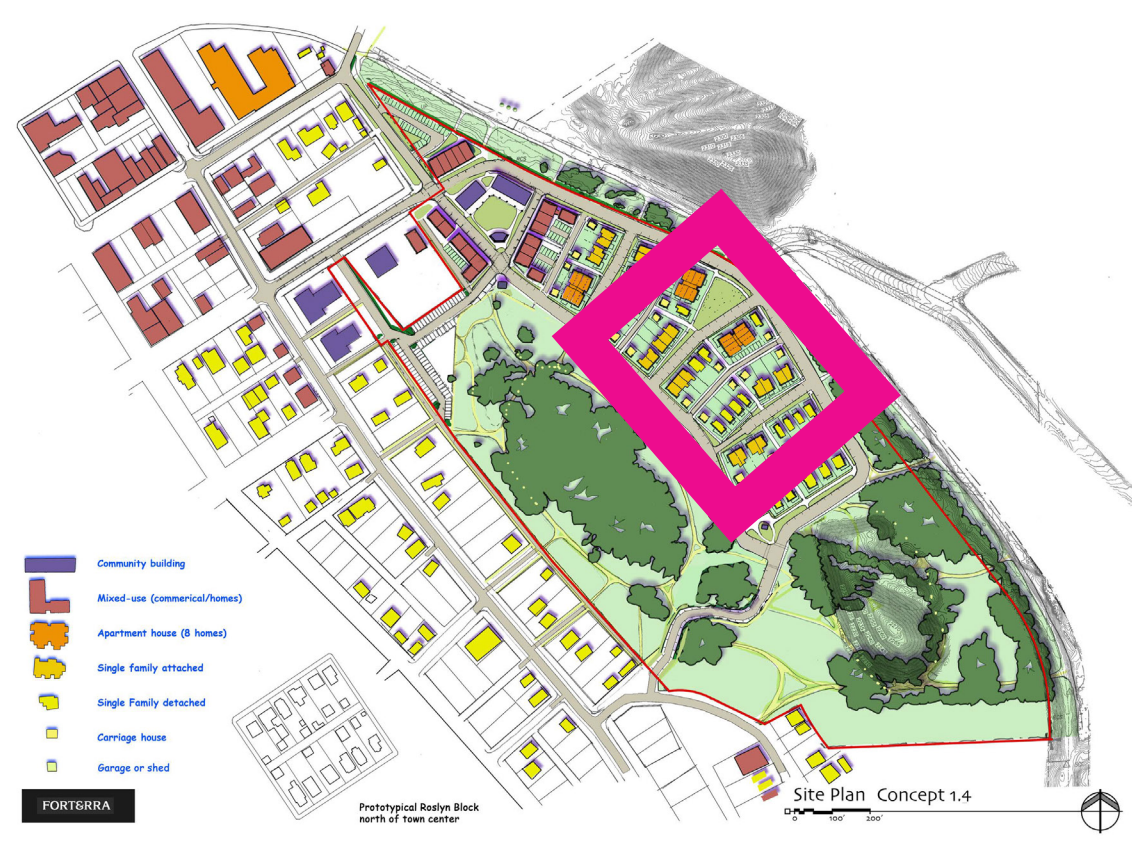 Community building
Mixed-use (commerical/homes)
Apartment house (8 homes)
Single family attached
Single Family detached
Carriage house
Garage or shed
FORTERRA
Prototypical Roslyn Block
north of town center
Site Plan Concept 1.4
0 100' 200'